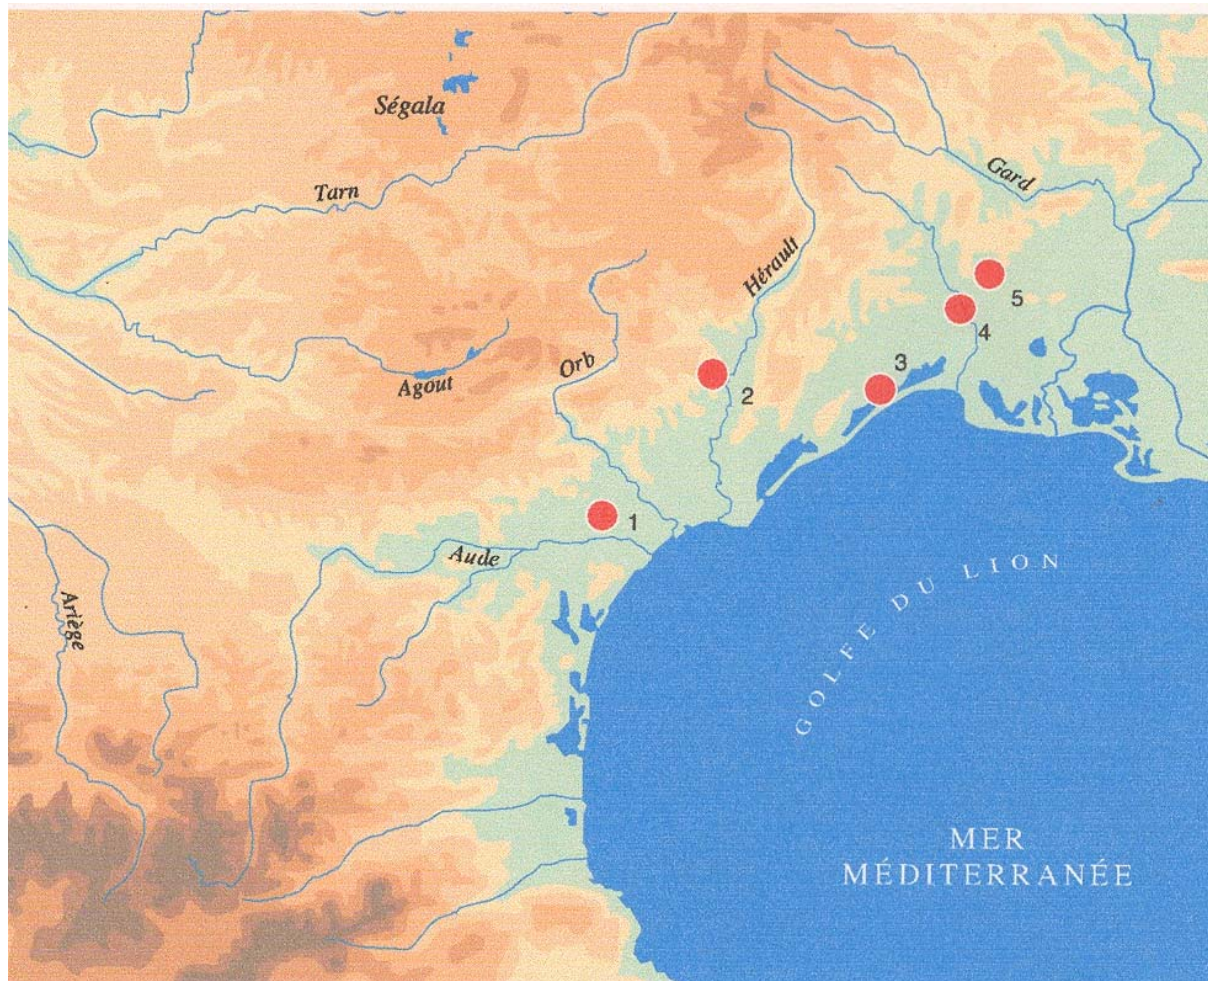 Ségala
Tarn
Gard
Hérault
5
4
Orb
3
Agout
2
1
Aude
GOLFE DU LION
Ariège
MER
MÉDITERRANÉE